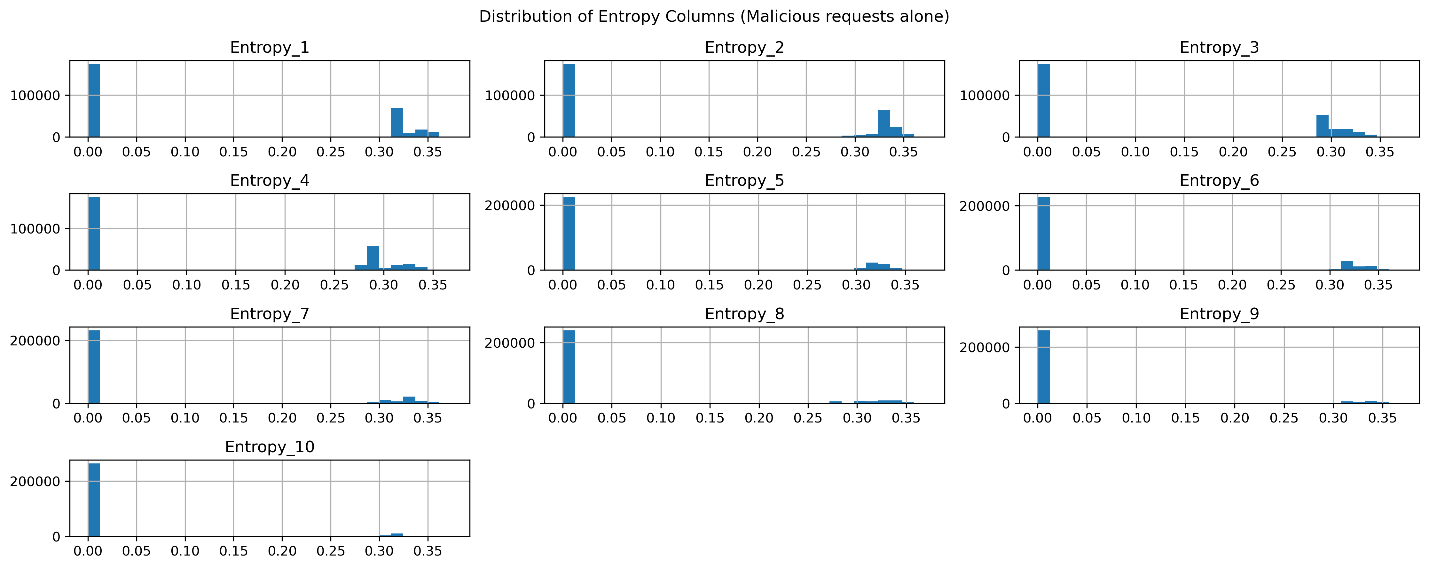 Distribution of Entropy Columns (Malicious requests alone)
Entropy_1
Entropy_2
Entropy_3
100000
0
0.00 0.05 0.10 0.15 0.20 0.25 0.30 0.35
100000
0
0.00 0.05 0.10 0.15 0.20 0.25 0.30 0.35
100000
0
0.00 0.05 0.10 0.15 0.20 0.25 0.30 0.35
Entropy_4
Entropy_5
Entropy_6
100000
0
0.00 0.05 0.10 0.15 0.20 0.25 0.30 0.35
200000
0
0.00 0.05 0.10 0.15 0.20 0.25 0.30 0.35
200000
0
0.00 0.05 0.10 0.15 0.20 0.25 0.30 0.35
Entropy_7
Entropy_8
Entropy_9
200000
0
0.00 0.05 0.10 0.15 0.20 0.25 0.30 0.35
200000
0
0.00 0.05 0.10 0.15 0.20 0.25 0.30 0.35
200000
0
0.00 0.05 0.10 0.15 0.20 0.25 0.30 0.35
Entropy_10
200000
0
0.00 0.05 0.10 0.15 0.20 0.25 0.30 0.35